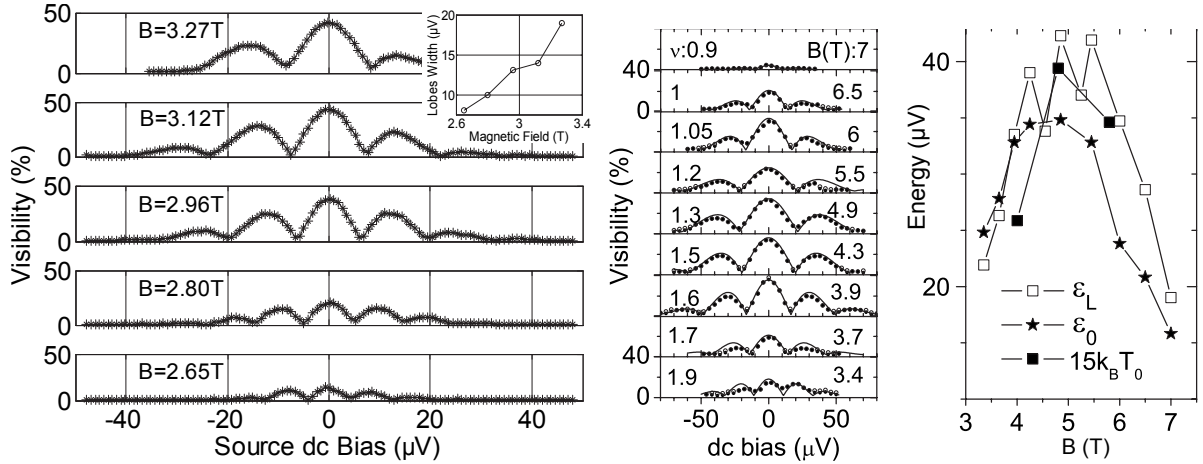 50
B=3.27T
0
50
B=3.12T
0
50
B=2.96T
0
50
B=2.80T
0
50
B=2.65T
0
-40 -20 0 20 40
Source dc Bias (μV)
Visibility (%)
20
15
10
2.6 3 3.4
Magnetic Field (T)
Lobes Width (μV)
ν:0.9 B(T):7
40
1 6.5
0
1.05 6
1.2 5.5
1.3 4.9
1.5 4.3
1.6 3.9
1.7 3.7
40
1.9 3.4
0
-50 0 50
dc bias (μV)
Visibility (%)
40
20
Energy (μV)
ε_L
ε_0
15k_BT_0
3 4 5 6 7
B (T)